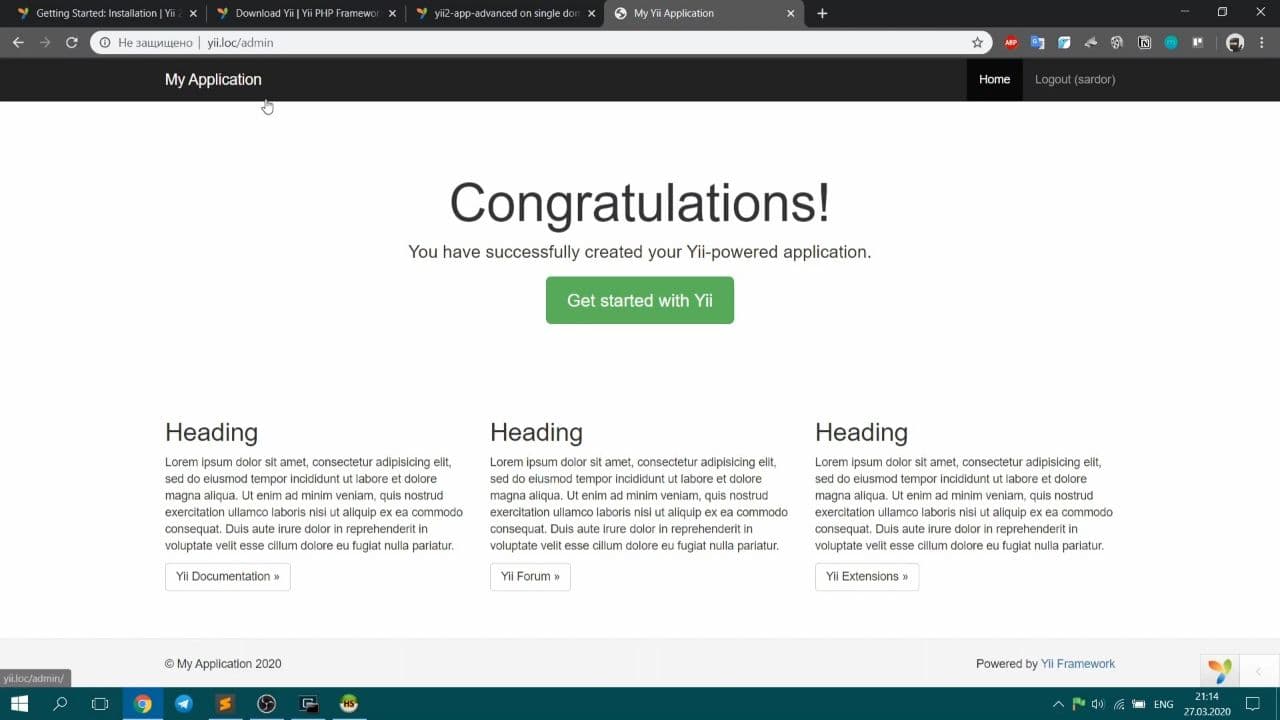 Getting Started: Installation | Yii 2
Download Yii | Yii PHP Framewor
yii2-app-advanced on single don
My Yii Application
Не защищено | yii.loc/admin
ABP
My Application
Home
Logout (sardor)
Congratulations!
You have successfully created your Yii-powered application.
Get started with Yii
Heading
Lorem ipsum dolor sit amet, consectetur adipisicing elit,
sed do eiusmod tempor incididunt ut labore et dolore
magna aliqua. Ut enim ad minim veniam, quis nostrud
exercitation ullamco laboris nisi ut aliquip ex ea commodo
consequat. Duis aute irure dolor in reprehenderit in
voluptate velit esse cillum dolore eu fugiat nulla pariatur.
Yii Documentation »
Heading
Lorem ipsum dolor sit amet, consectetur adipisicing elit,
sed do eiusmod tempor incididunt ut labore et dolore
magna aliqua. Ut enim ad minim veniam, quis nostrud
exercitation ullamco laboris nisi ut aliquip ex ea commodo
consequat. Duis aute irure dolor in reprehenderit in
voluptate velit esse cillum dolore eu fugiat nulla pariatur.
Yii Forum »
Heading
Lorem ipsum dolor sit amet, consectetur adipisicing elit,
sed do eiusmod tempor incididunt ut labore et dolore
magna aliqua. Ut enim ad minim veniam, quis nostrud
exercitation ullamco laboris nisi ut aliquip ex ea commodo
consequat. Duis aute irure dolor in reprehenderit in
voluptate velit esse cillum dolore eu fugiat nulla pariatur.
Yii Extensions »
© My Application 2020
Powered by Yii Framework
yii.loc/admin/
HS
ENG
21:14
27.03.2020